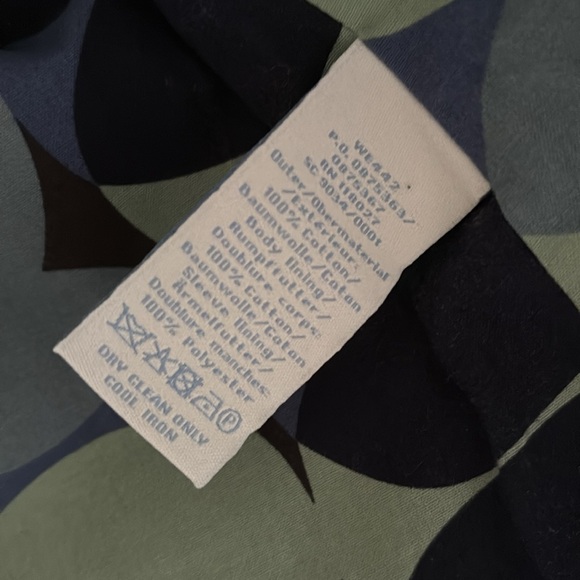 WE442
P.O. 0875363/
0875367
RN 118027
SC 9034/0001
Outer/Obermaterial
/Extérieur:
100% Cotton/
Baumwolle/Coton
Body lining/
Rumpffutter/
Doublure corps:
100% Cotton/
Baumwolle/Coton
Sleeve lining/
Ärmelfutter/
Doublure manches:
100% Polyester
P
DRY CLEAN ONLY
COOL IRON